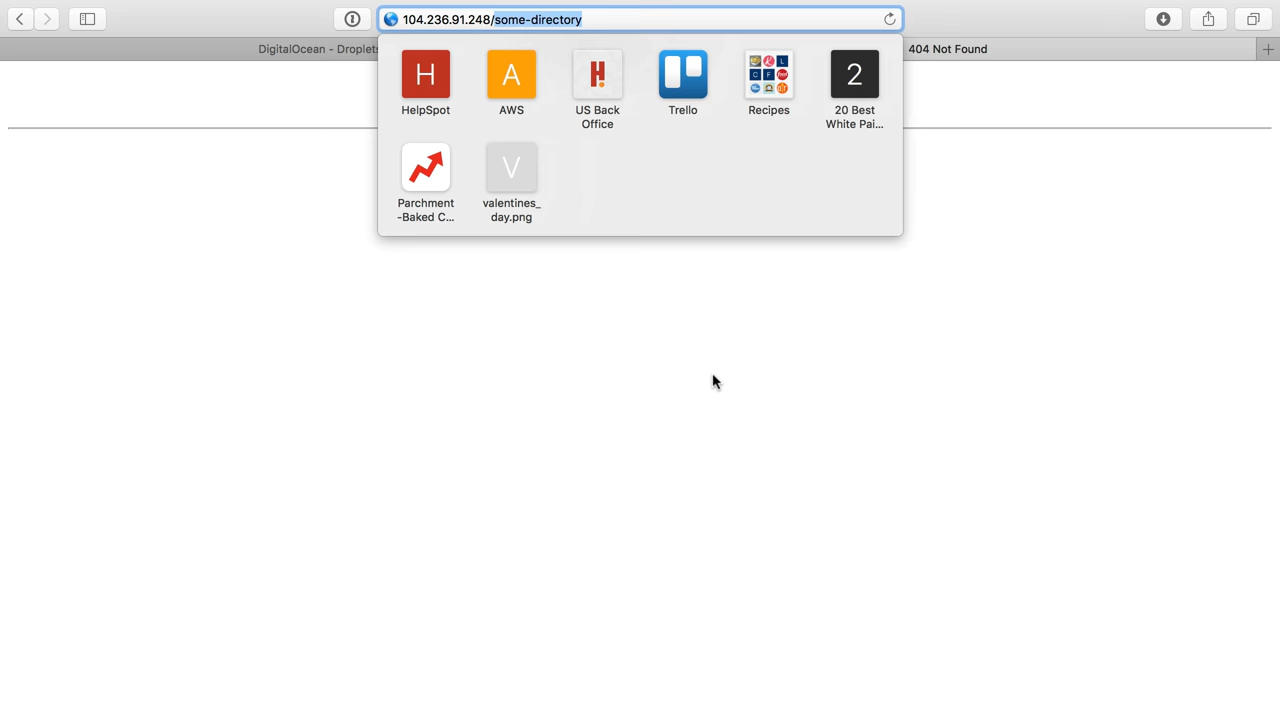 104.236.91.248/some-directory
DigitalOcean - Droplets
404 Not Found
H
A
H
2
HelpSpot
AWS
US Back
Office
Trello
Recipes
20 Best
White Pai...
V
Parchment
-Baked C...
valentines_
day.png